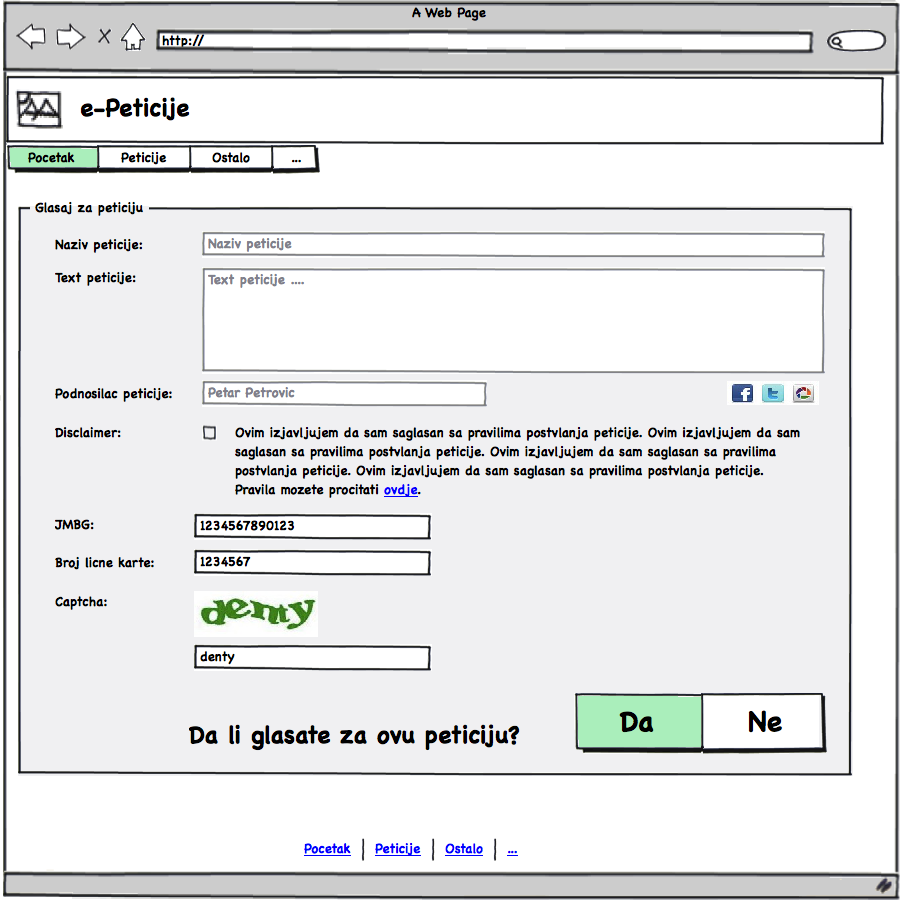 A Web Page
http://
e-Peticije
Pocetak Peticije Ostalo ...
Glasaj za peticiju
Naziv peticije: Naziv peticije
Text peticije: Text peticije ....
Podnosilac peticije: Petar Petrovic
Disclaimer: Ovim izjavljujem da sam saglasan sa pravilima postvlanja peticije. Ovim izjavljujem da sam
saglasan sa pravilima postvlanja peticije. Ovim izjavljujem da sam saglasan sa pravilima
postvlanja peticije. Ovim izjavljujem da sam saglasan sa pravilima postvlanja peticije.
Pravila mozete procitati ovdje.
JMBG: 1234567890123
Broj licne karte: 1234567
Captcha: denty
denty
Da li glasate za ovu peticiju? Da Ne
Pocetak Peticije Ostalo ...